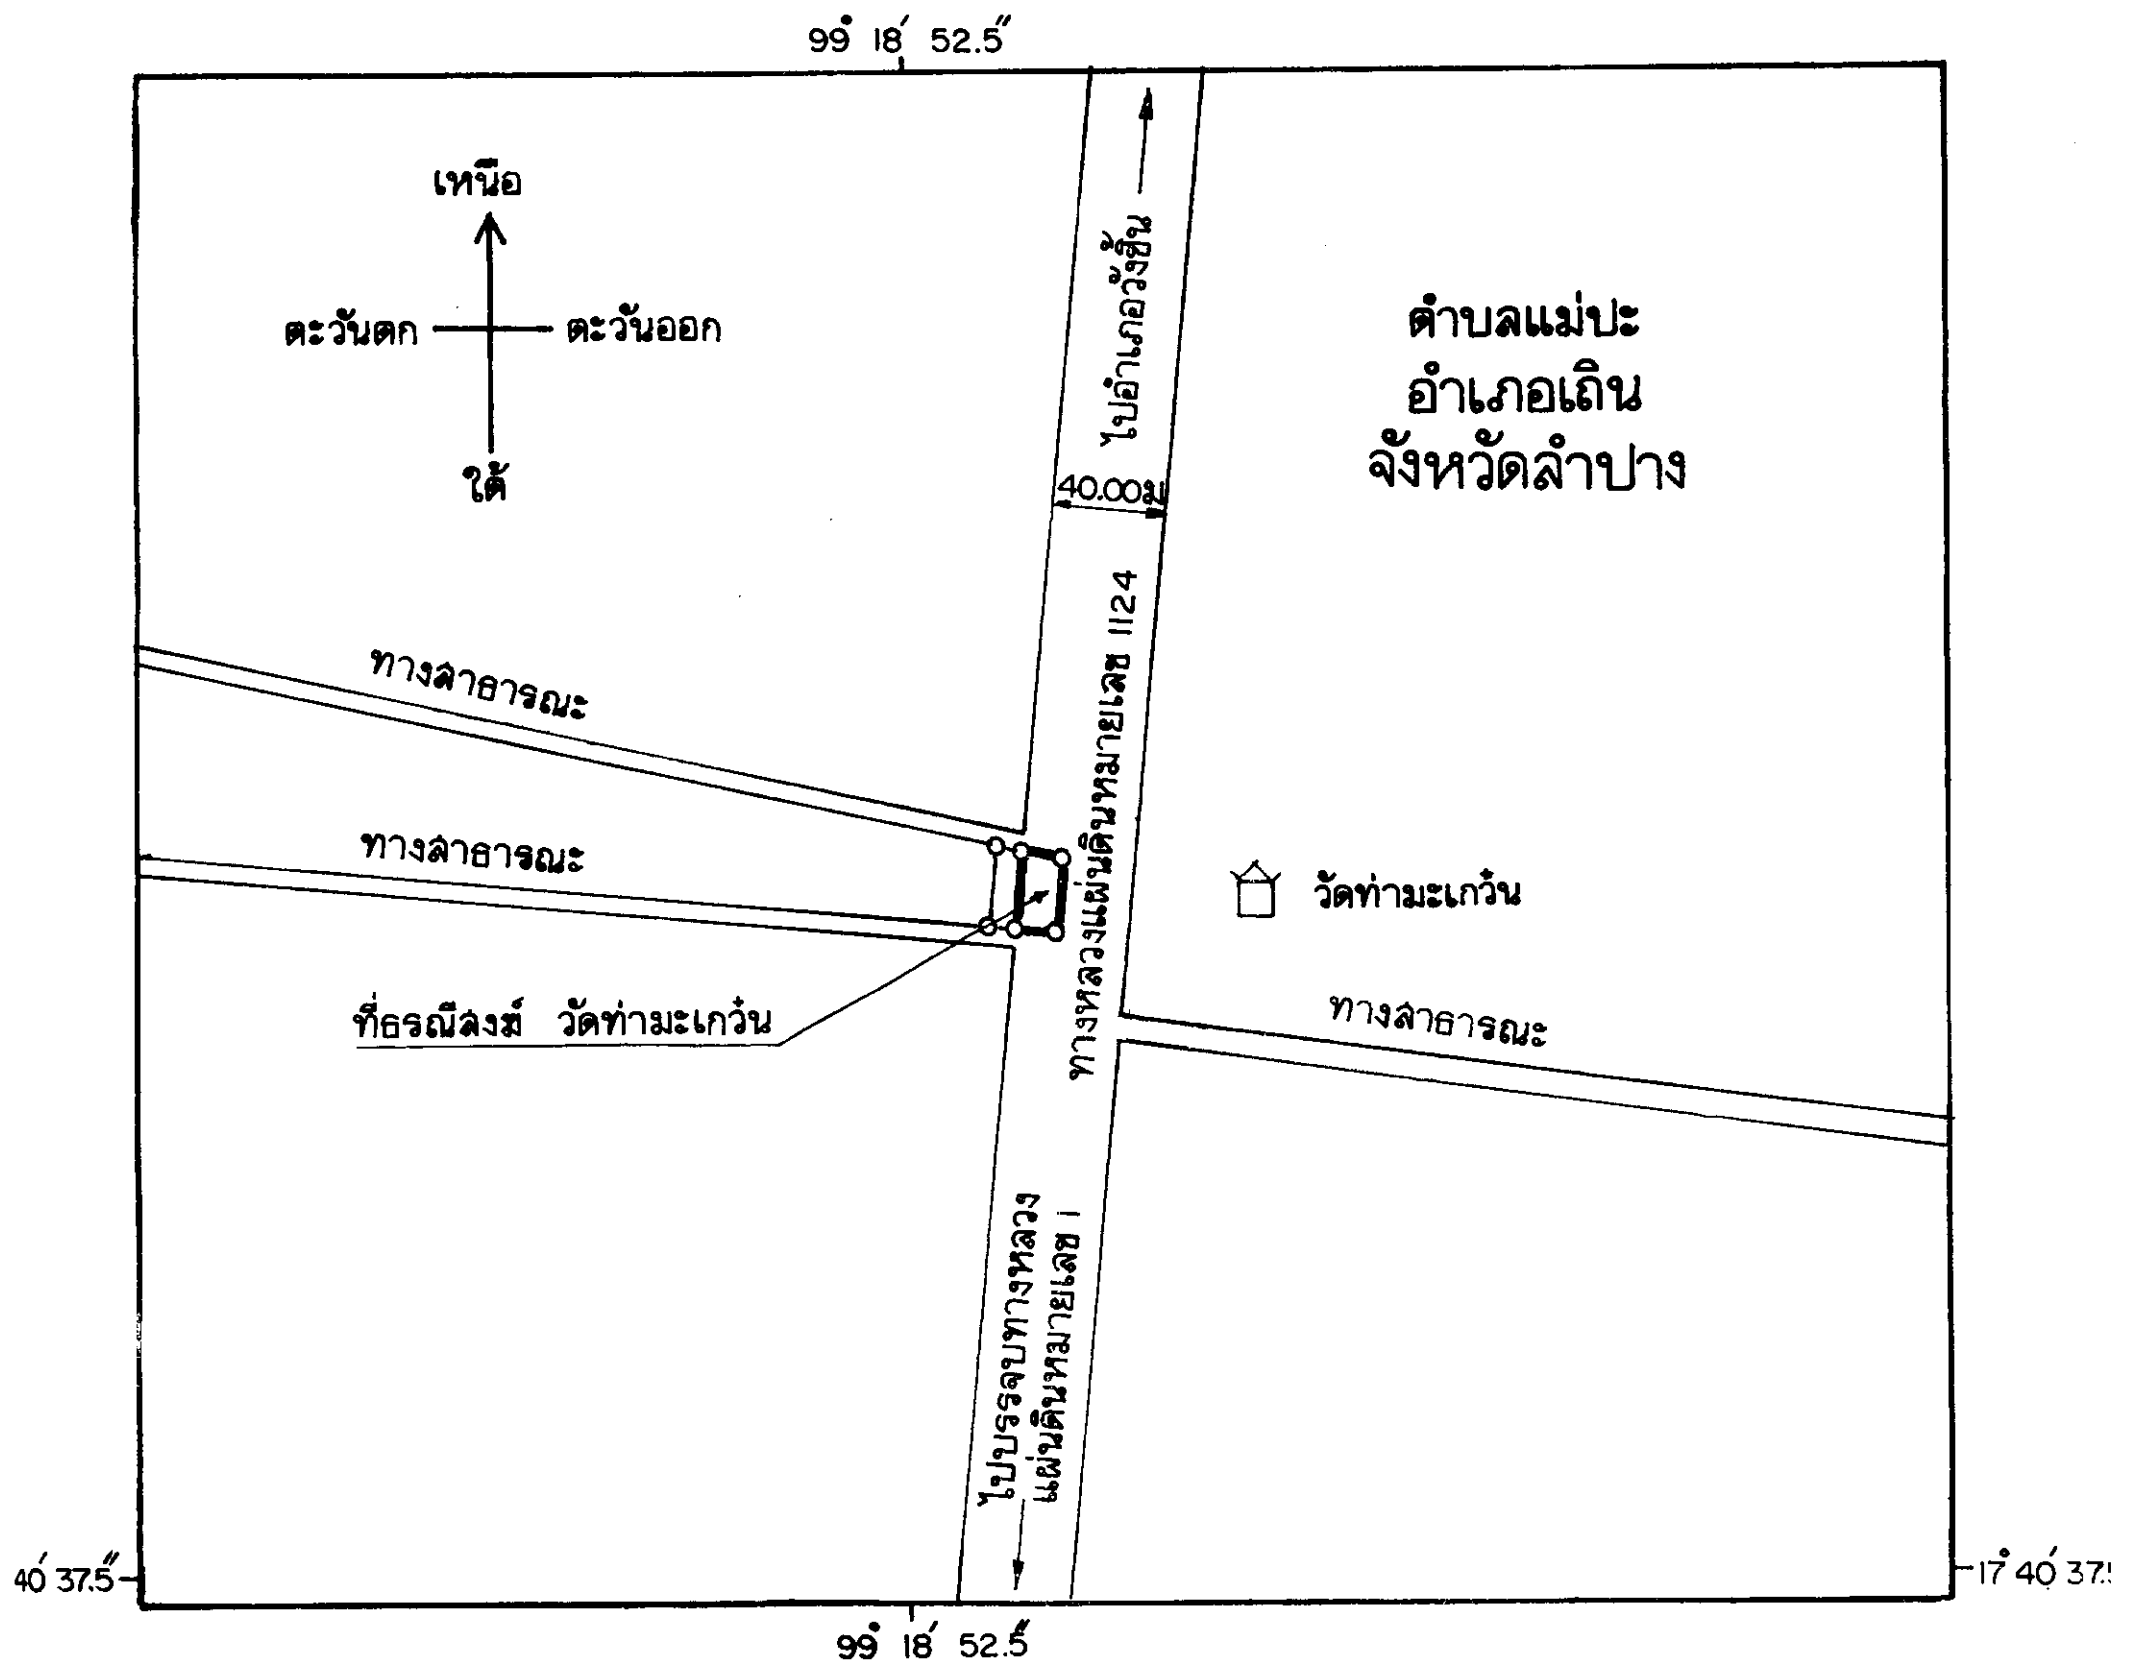 99° 18′ 52.5″
เหนือ
ตะวันตก
ตะวันออก
ใต้
ไปอำเภอวังชิ้น
ตำบลแม่ปะ
อำเภอเถิน
จังหวัดลำปาง
40.00ม
ทางหลวงแผ่นดินหมายเลข 1124
ทางสาธารณะ
ทางสาธารณะ
วัดท่ามะเกว๋น
ที่ธรณีสงฆ์ วัดท่ามะเกว๋น
ทางสาธารณะ
ไปบรรจบทางหลวง
แผ่นดินหมายเลข 1
40′ 37.5″
17° 40′ 37.
99° 18′ 52.5″